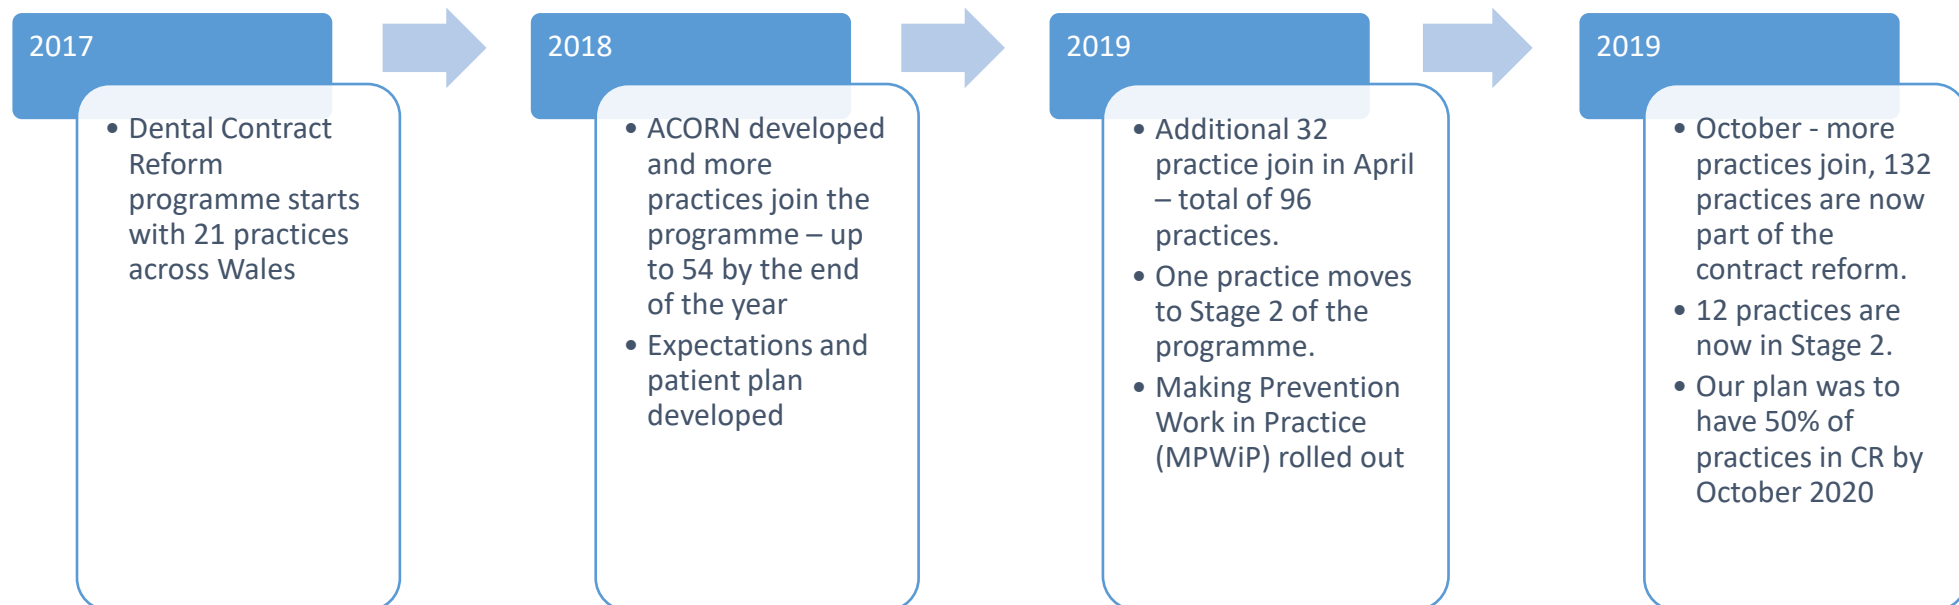 2017
• Dental Contract
Reform
programme starts
with 21 practices
across Wales
2018
• ACORN developed
and more
practices join the
programme – up
to 54 by the end
of the year
• Expectations and
patient plan
developed
2019
• Additional 32
practice join in April
– total of 96
practices.
• One practice moves
to Stage 2 of the
programme.
• Making Prevention
Work in Practice
(MPWiP) rolled out
2019
• October - more
practices join, 132
practices are now
part of the
contract reform.
• 12 practices are
now in Stage 2.
• Our plan was to
have 50% of
practices in CR by
October 2020